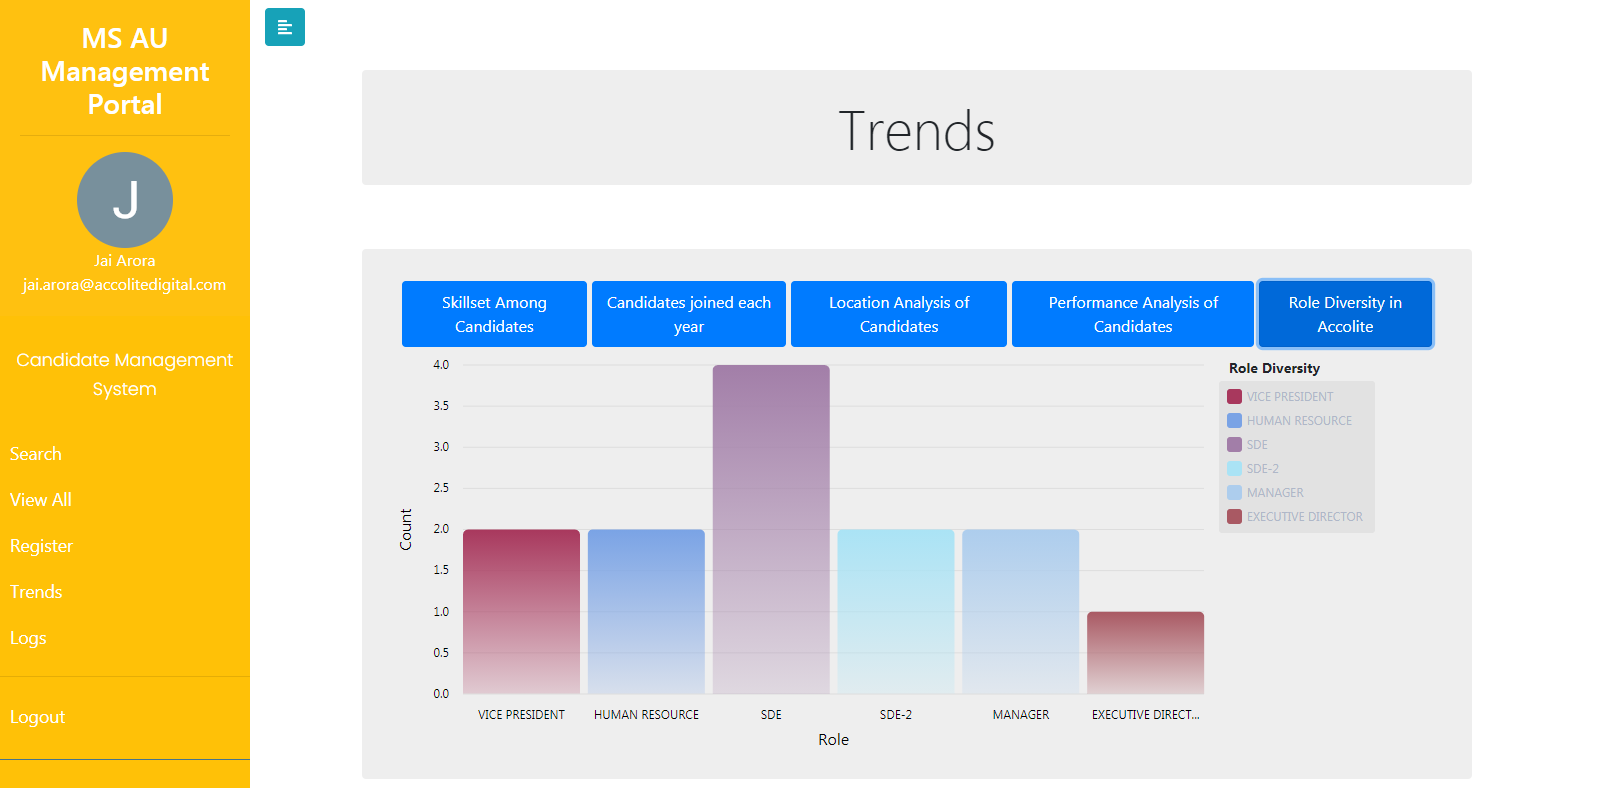 MS AU
Management
Portal
J
Jai Arora
jai.arora@accolitedigital.com
Candidate Management
System
Search
View All
Register
Trends
Logs
Logout
Trends
Skillset Among
Candidates
Candidates joined each
year
Location Analysis of
Candidates
Performance Analysis of
Candidates
Role Diversity in
Accolite
4.0
3.5
3.0
2.5
2.0
1.5
1.0
0.5
0.0
Count
VICE PRESIDENT
HUMAN RESOURCE
SDE
SDE-2
MANAGER
EXECUTIVE DIRECT...
Role
Role Diversity
VICE PRESIDENT
HUMAN RESOURCE
SDE
SDE-2
MANAGER
EXECUTIVE DIRECTOR